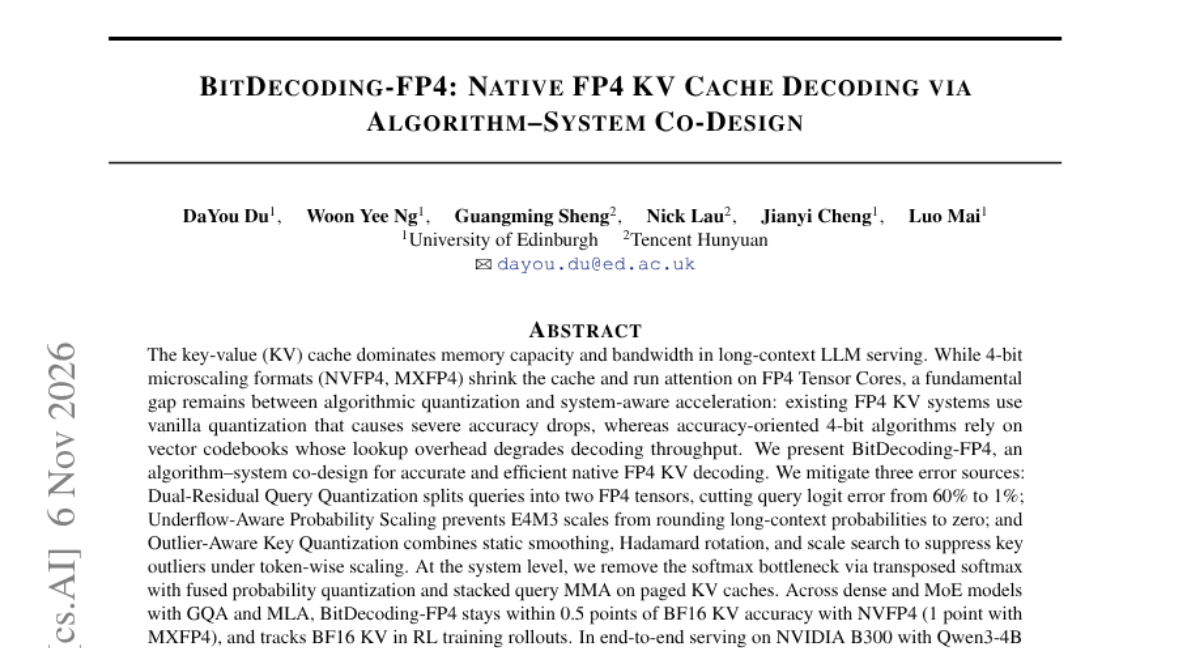 BITDECODING-FP4: NATIVE FP4 KV CACHE DECODING VIA
ALGORITHM–SYSTEM CO-DESIGN
DaYou Du¹, Woon Yee Ng¹, Guangming Sheng², Nick Lau², Jianyi Cheng¹, Luo Mai¹
¹University of Edinburgh ²Tencent Hunyuan
✉ dayou.du@ed.ac.uk
ABSTRACT
The key-value (KV) cache dominates memory capacity and bandwidth in long-context LLM serving. While 4-bit
microscaling formats (NVFP4, MXFP4) shrink the cache and run attention on FP4 Tensor Cores, a fundamental
gap remains between algorithmic quantization and system-aware acceleration: existing FP4 KV systems use
vanilla quantization that causes severe accuracy drops, whereas accuracy-oriented 4-bit algorithms rely on
vector codebooks whose lookup overhead degrades decoding throughput. We present BitDecoding-FP4, an
algorithm–system co-design for accurate and efficient native FP4 KV decoding. We mitigate three error sources:
Dual-Residual Query Quantization splits queries into two FP4 tensors, cutting query logit error from 60% to 1%;
Underflow-Aware Probability Scaling prevents E4M3 scales from rounding long-context probabilities to zero; and
Outlier-Aware Key Quantization combines static smoothing, Hadamard rotation, and scale search to suppress key
outliers under token-wise scaling. At the system level, we remove the softmax bottleneck via transposed softmax
with fused probability quantization and stacked query MMA on paged KV caches. Across dense and MoE models
with GQA and MLA, BitDecoding-FP4 stays within 0.5 points of BF16 KV accuracy with NVFP4 (1 point with
MXFP4), and tracks BF16 KV in RL training rollouts. In end-to-end serving on NVIDIA B300 with Qwen3-4B
[cs.AI] 6 Nov 2026